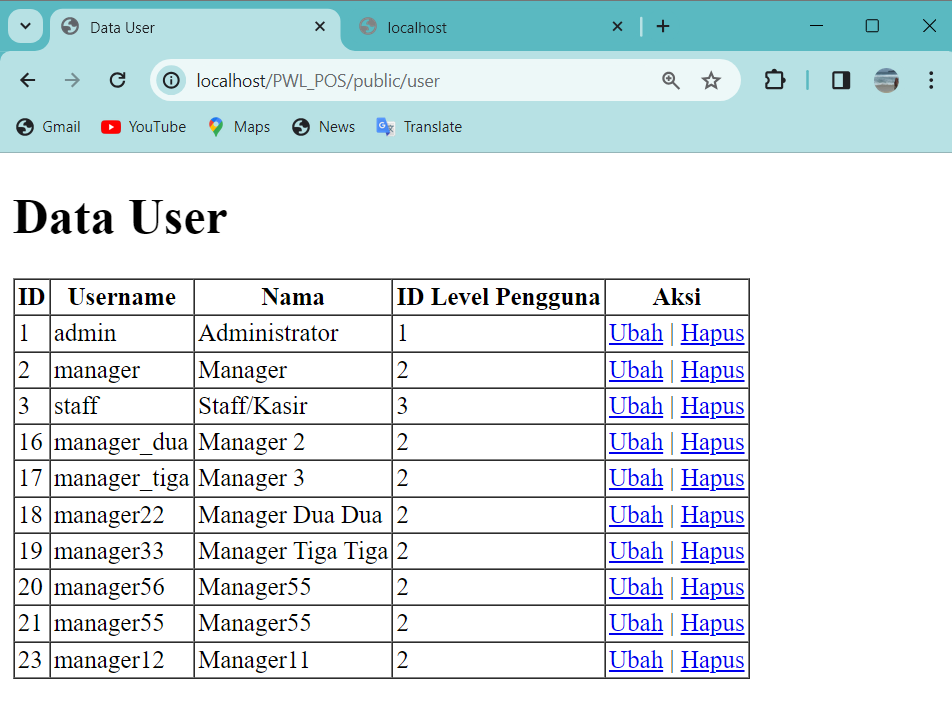 Data User
localhost
localhost/PWL_POS/public/user
Gmail YouTube Maps News Translate
Data User
ID Username Nama ID Level Pengguna Aksi
1 admin Administrator 1 Ubah | Hapus
2 manager Manager 2 Ubah | Hapus
3 staff Staff/Kasir 3 Ubah | Hapus
16 manager_dua Manager 2 2 Ubah | Hapus
17 manager_tiga Manager 3 2 Ubah | Hapus
18 manager22 Manager Dua Dua 2 Ubah | Hapus
19 manager33 Manager Tiga Tiga 2 Ubah | Hapus
20 manager56 Manager55 2 Ubah | Hapus
21 manager55 Manager55 2 Ubah | Hapus
23 manager12 Manager11 2 Ubah | Hapus